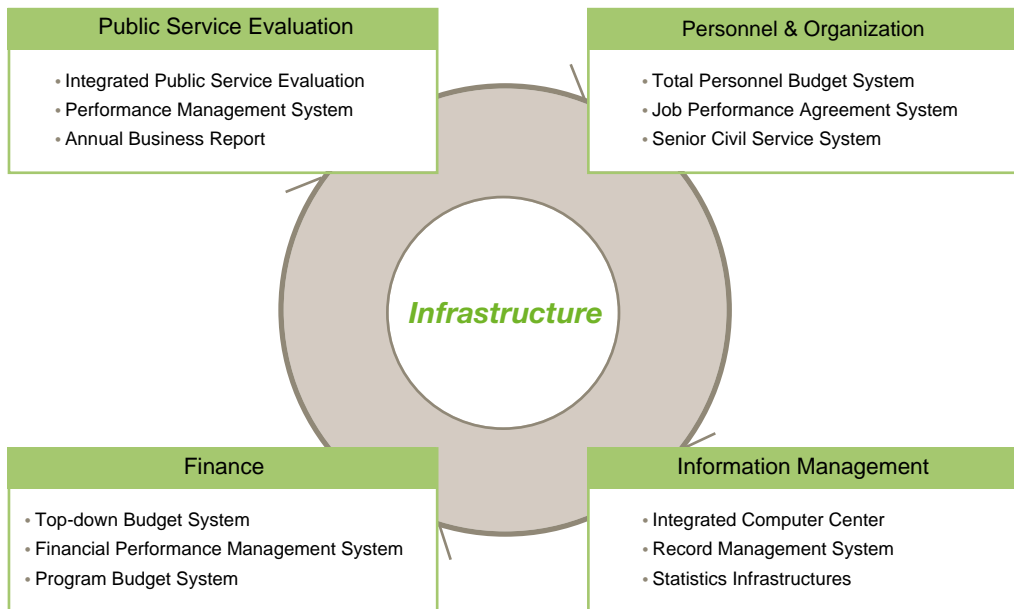 Public Service Evaluation
• Integrated Public Service Evaluation
• Performance Management System
• Annual Business Report
Personnel & Organization
• Total Personnel Budget System
• Job Performance Agreement System
• Senior Civil Service System
Infrastructure
Finance
• Top-down Budget System
• Financial Performance Management System
• Program Budget System
Information Management
• Integrated Computer Center
• Record Management System
• Statistics Infrastructures